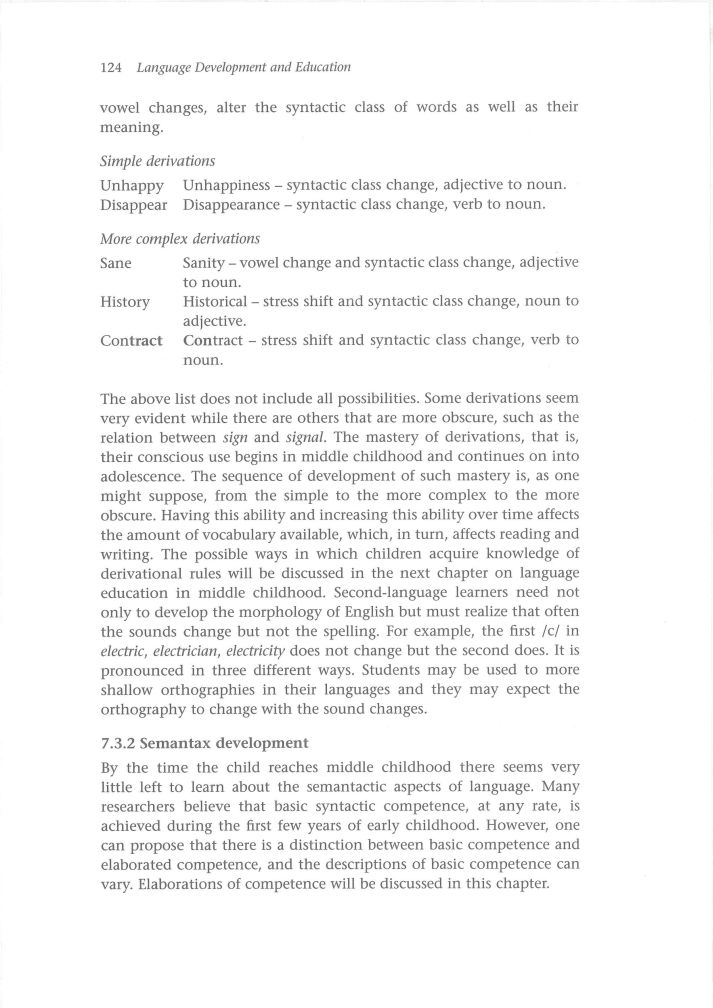 124 Language Development and Education
vowel changes, alter the syntactic class of words as well as their
meaning.
Simple derivations
Unhappy Unhappiness – syntactic class change, adjective to noun.
Disappear Disappearance – syntactic class change, verb to noun.
More complex derivations
Sane Sanity – vowel change and syntactic class change, adjective
to noun.
History Historical – stress shift and syntactic class change, noun to
adjective.
Contract Contract – stress shift and syntactic class change, verb to
noun.
The above list does not include all possibilities. Some derivations seem
very evident while there are others that are more obscure, such as the
relation between sign and signal. The mastery of derivations, that is,
their conscious use begins in middle childhood and continues on into
adolescence. The sequence of development of such mastery is, as one
might suppose, from the simple to the more complex to the more
obscure. Having this ability and increasing this ability over time affects
the amount of vocabulary available, which, in turn, affects reading and
writing. The possible ways in which children acquire knowledge of
derivational rules will be discussed in the next chapter on language
education in middle childhood. Second-language learners need not
only to develop the morphology of English but must realize that often
the sounds change but not the spelling. For example, the first /c/ in
electric, electrician, electricity does not change but the second does. It is
pronounced in three different ways. Students may be used to more
shallow orthographies in their languages and they may expect the
orthography to change with the sound changes.
7.3.2 Semantax development
By the time the child reaches middle childhood there seems very
little left to learn about the semantactic aspects of language. Many
researchers believe that basic syntactic competence, at any rate, is
achieved during the first few years of early childhood. However, one
can propose that there is a distinction between basic competence and
elaborated competence, and the descriptions of basic competence can
vary. Elaborations of competence will be discussed in this chapter.